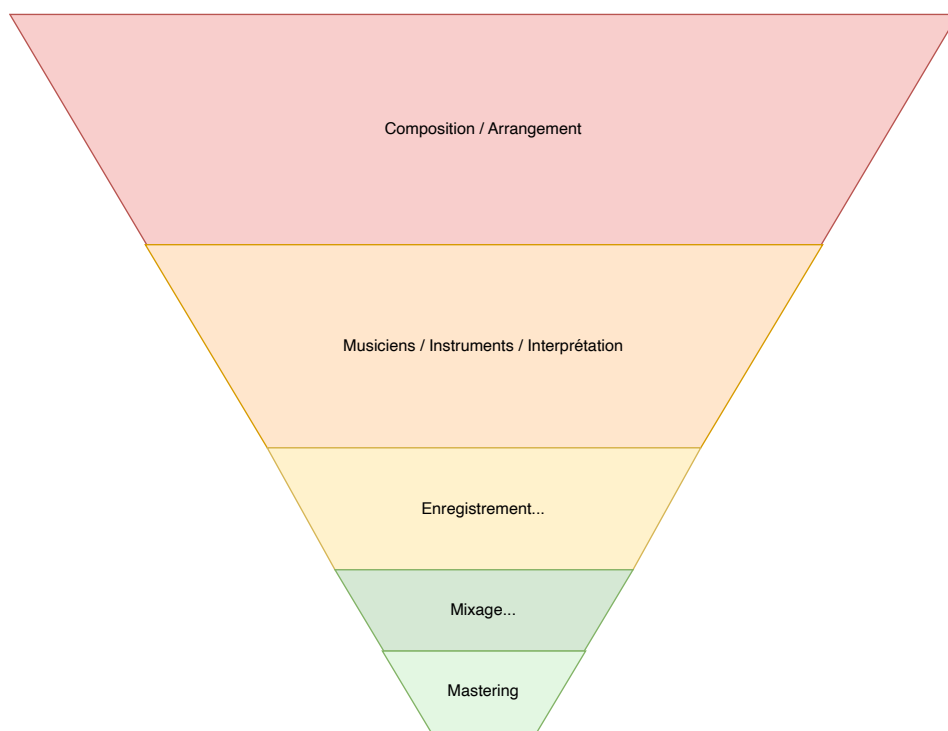 Composition / Arrangement
Musiciens / Instruments / Interprétation
Enregistrement...
Mixage...
Mastering